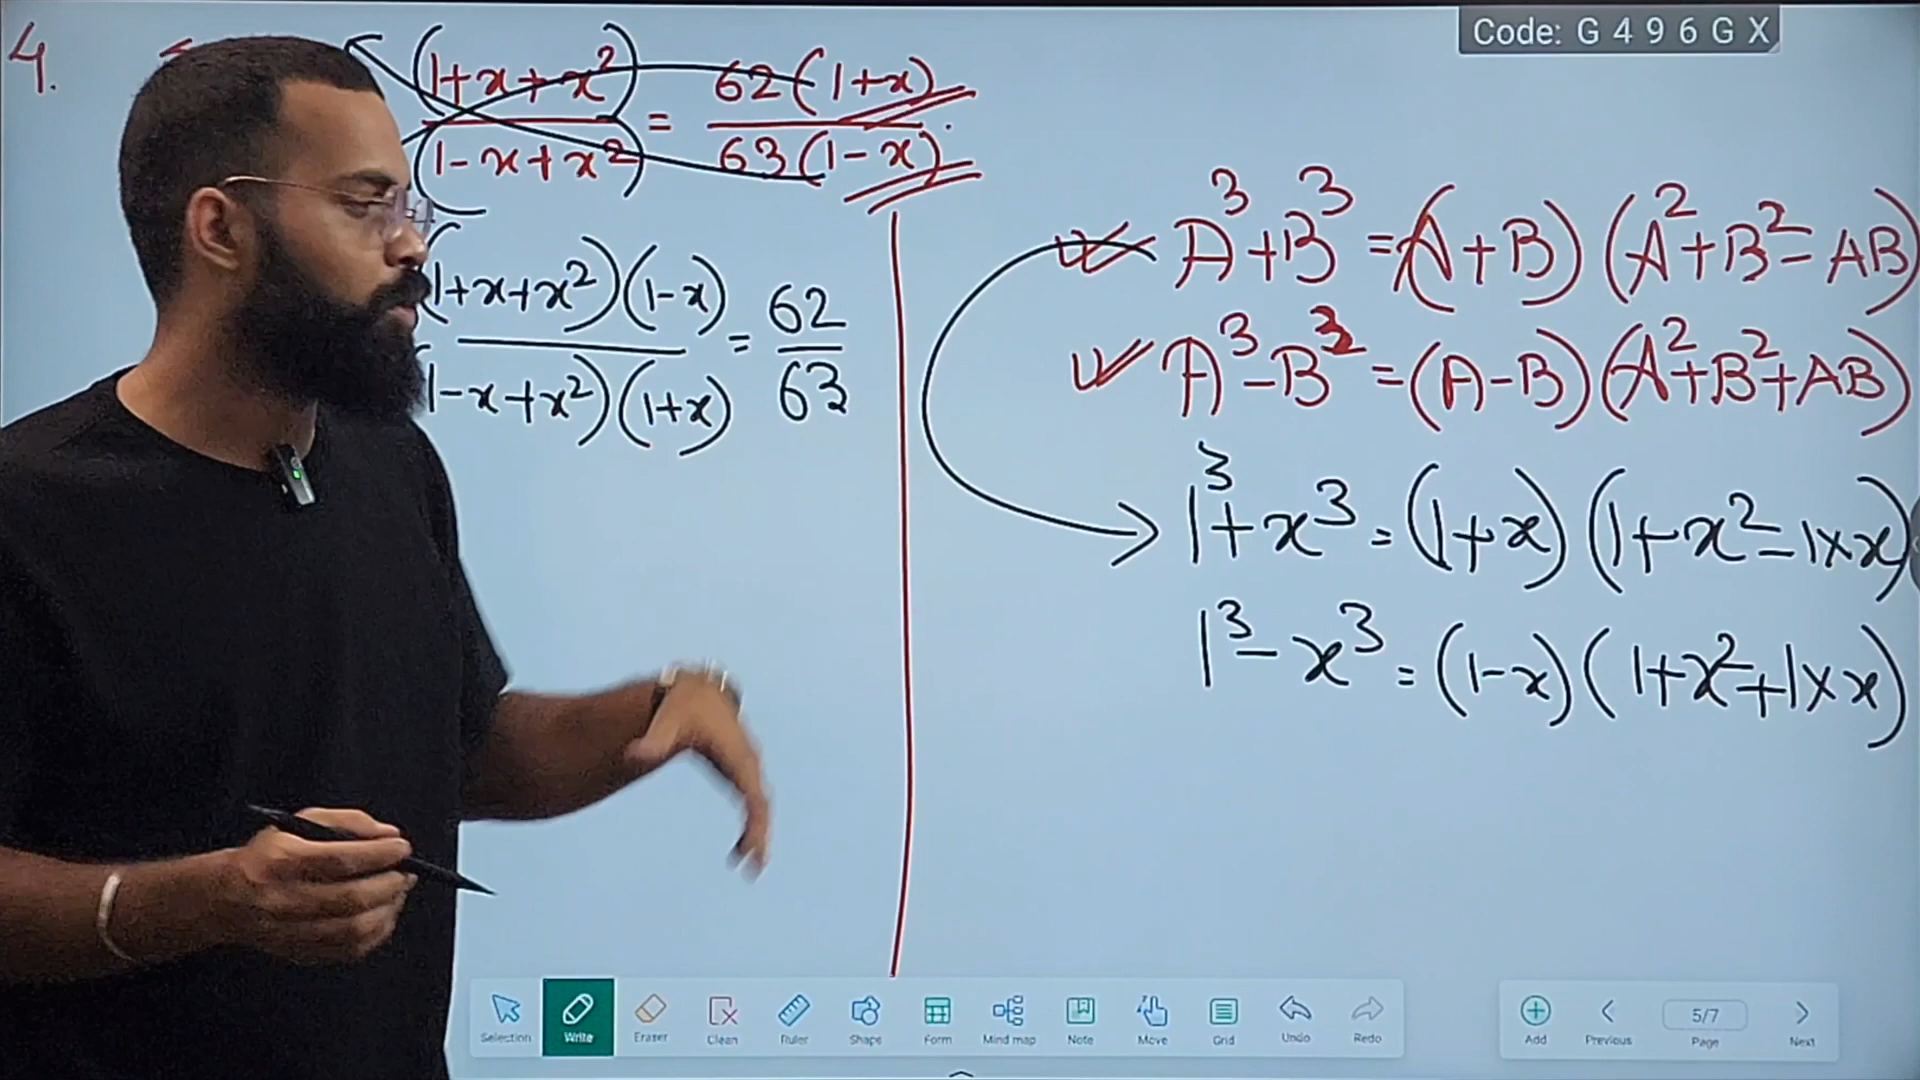 Code: G 4 9 6 G X
4.
(1+x+x²) / (1-x+x²) = 62(1+x) / 63(1-x)
(1+x+x²)(1-x) / (1-x+x²)(1+x) = 62 / 63
A³+B³ = (A+B)(A²+B²-AB)
A³-B³ = (A-B)(A²+B²+AB)
1³+x³ = (1+x)(1+x²-1×x)
1³-x³ = (1-x)(1+x²+1×x)
Selection Write Eraser Clean Ruler Shape Form Mind map Note Move Grid Undo Redo
Add Previous 5/7 Page Next